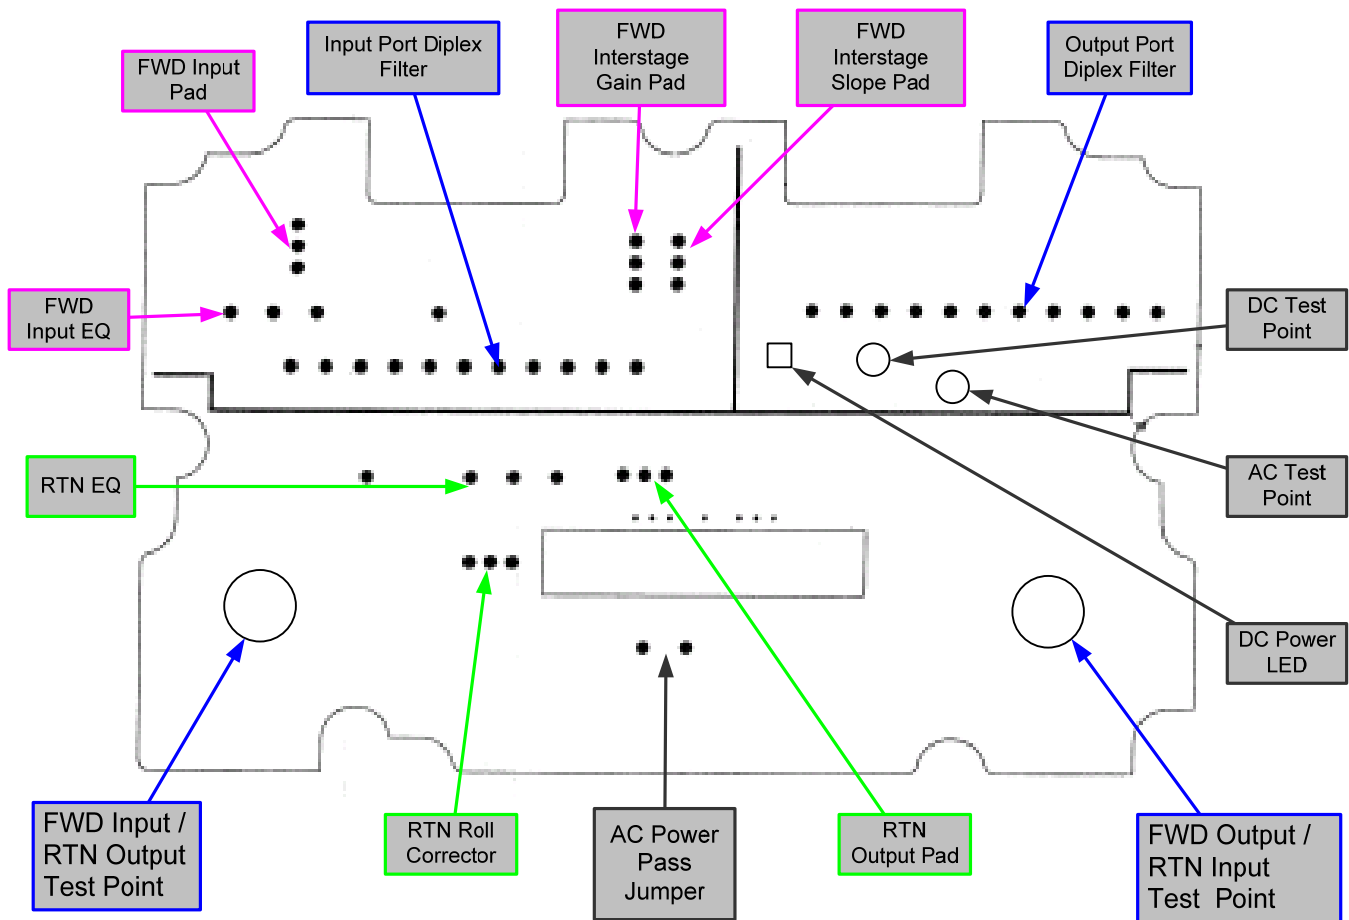 FWD Input
Pad
Input Port Diplex
Filter
FWD
Interstage
Gain Pad
FWD
Interstage
Slope Pad
Output Port
Diplex Filter
FWD
Input EQ
DC Test
Point
RTN EQ
AC Test
Point
DC Power
LED
FWD Input /
RTN Output
Test Point
RTN Roll
Corrector
AC Power
Pass
Jumper
RTN
Output Pad
FWD Output /
RTN Input
Test Point